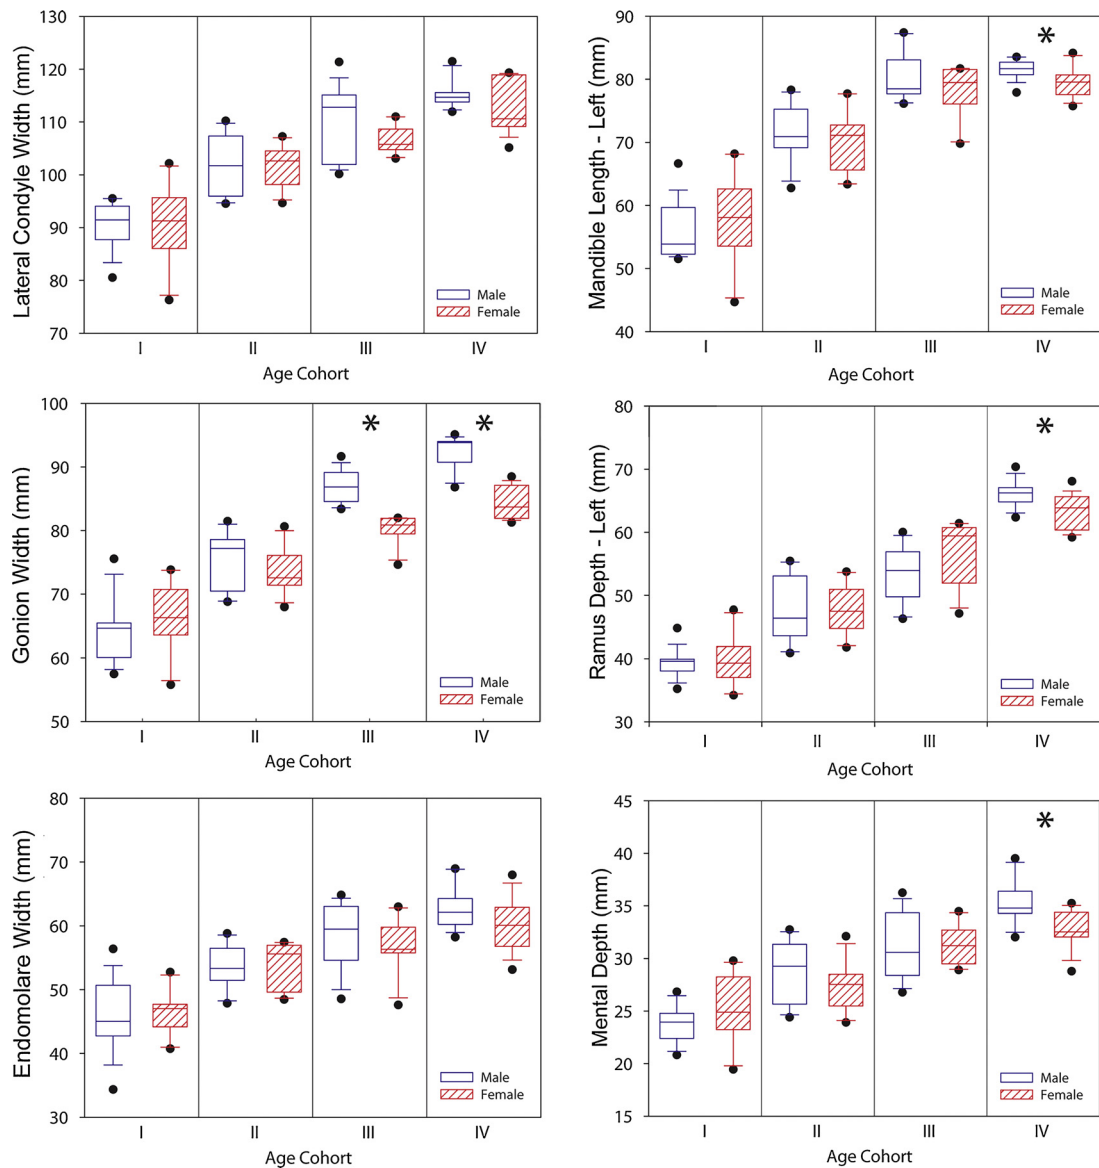 Lateral Condyle Width (mm)
130
120
110
100
90
80
70
Male
Female
I II III IV
Age Cohort
Mandible Length - Left (mm)
90
80
70
60
50
40
*
Male
Female
I II III IV
Age Cohort
Gonion Width (mm)
100
90
80
70
60
50
* *
Male
Female
I II III IV
Age Cohort
Ramus Depth - Left (mm)
80
70
60
50
40
30
*
Male
Female
I II III IV
Age Cohort
Endomolare Width (mm)
80
70
60
50
40
30
Male
Female
I II III IV
Age Cohort
Mental Depth (mm)
45
40
35
30
25
20
15
*
Male
Female
I II III IV
Age Cohort